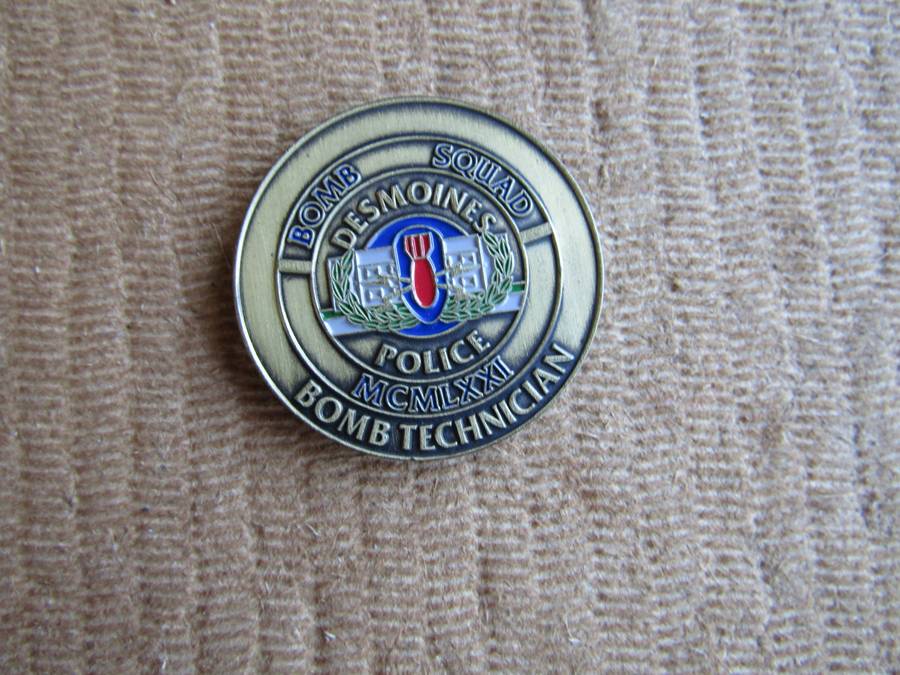 BOMB SQUAD
DESMOINES
POLICE
MCMLXXI
BOMB TECHNICIAN